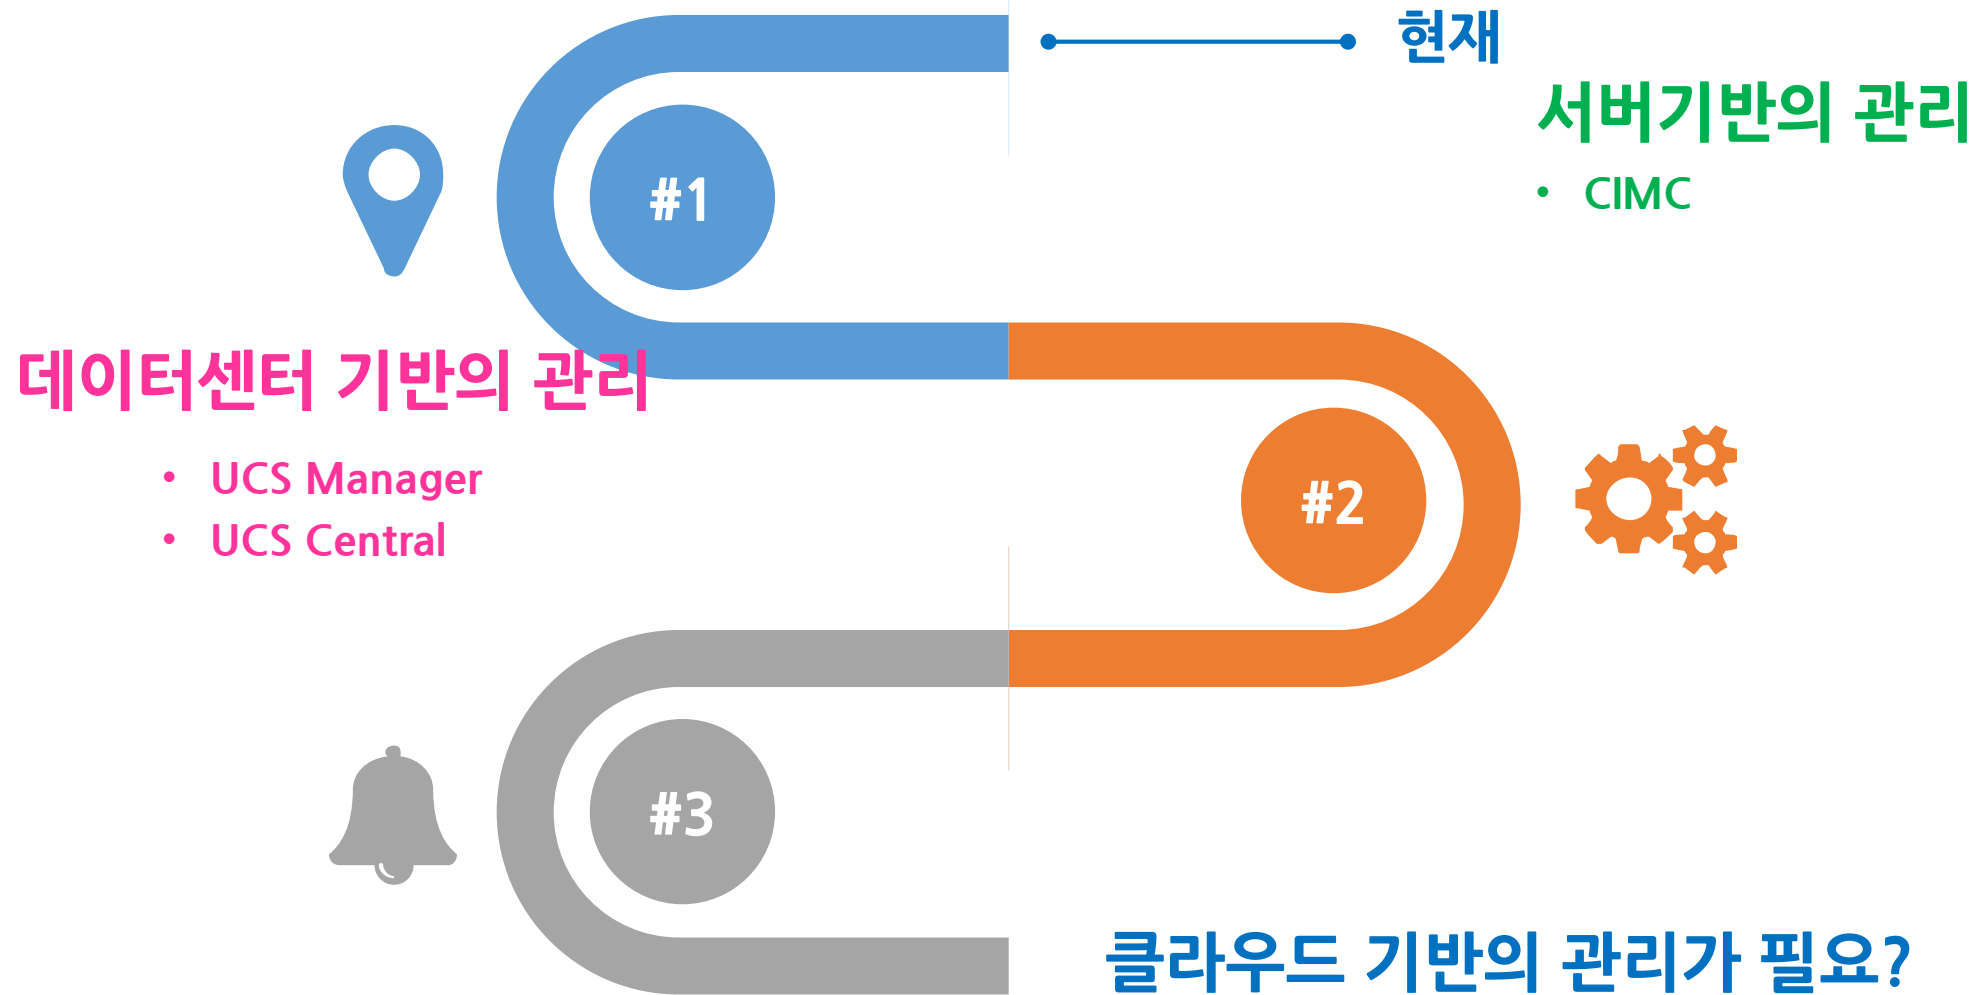 현재
서버기반의 관리
• CIMC
#1
데이터센터 기반의 관리
• UCS Manager
• UCS Central
#2
#3
클라우드 기반의 관리가 필요?